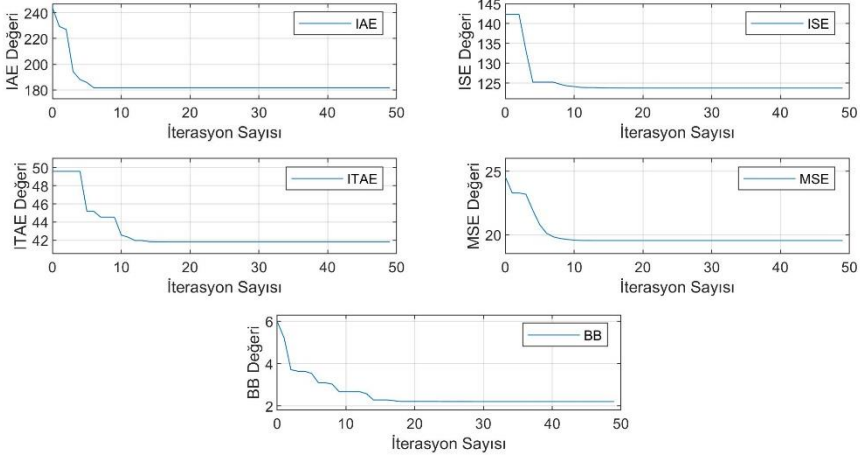 240
220
200
180
IAE Değeri
IAE
0 10 20 30 40 50
İterasyon Sayısı
145
140
135
130
125
ISE Değeri
ISE
0 10 20 30 40 50
İterasyon Sayısı
50
48
46
44
42
ITAE Değeri
ITAE
0 10 20 30 40 50
İterasyon Sayısı
25
20
MSE Değeri
MSE
0 10 20 30 40 50
İterasyon Sayısı
6
4
2
BB Değeri
BB
0 10 20 30 40 50
İterasyon Sayısı